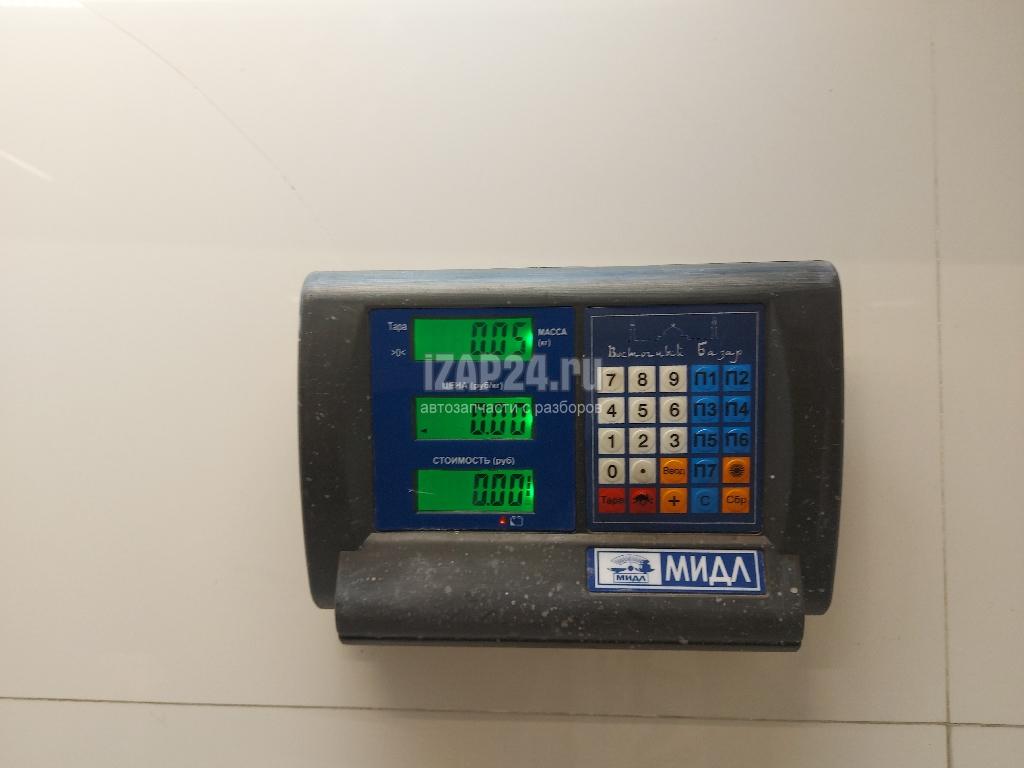 Тара
0.05
МАССА
(кг)
>0<
ЦЕНА (руб/кг)
0.00
СТОИМОСТЬ (руб)
0.00
Восточный Базар
7 8 9 П1 П2
4 5 6 П3 П4
1 2 3 П5 П6
0 • Ввод П7
Тара + С Сбр
МИДЛ
МИДЛ
iZAP24.ru
автозапчасти с разборов